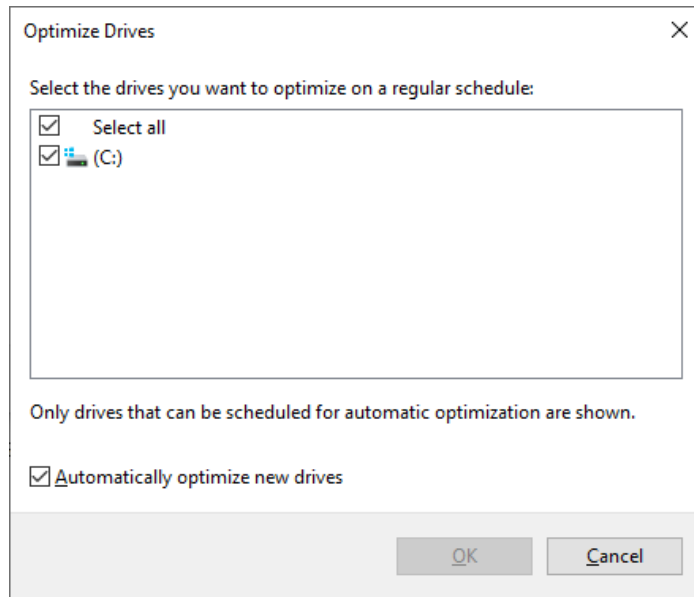 Optimize Drives
Select the drives you want to optimize on a regular schedule:
Select all
(C:)
Only drives that can be scheduled for automatic optimization are shown.
Automatically optimize new drives
OK
Cancel